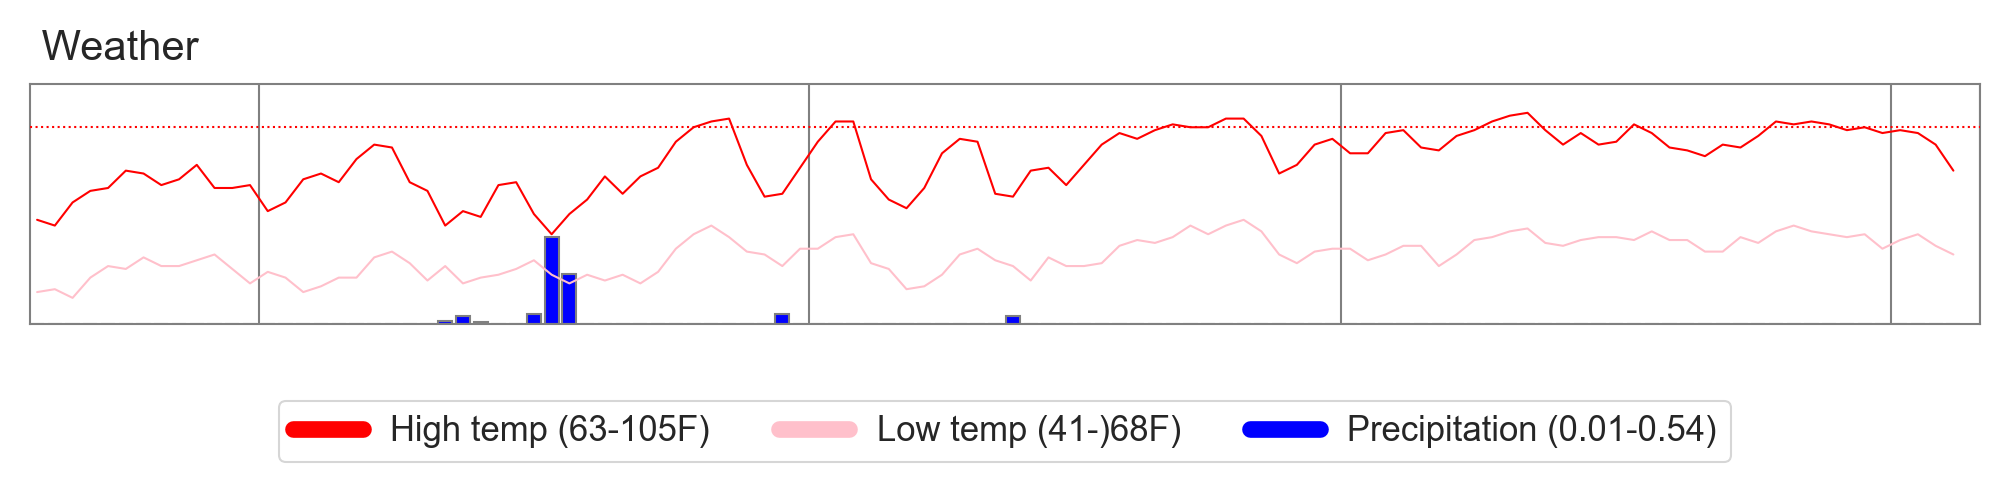 Weather
High temp (63-105F) Low temp (41-)68F) Precipitation (0.01-0.54)